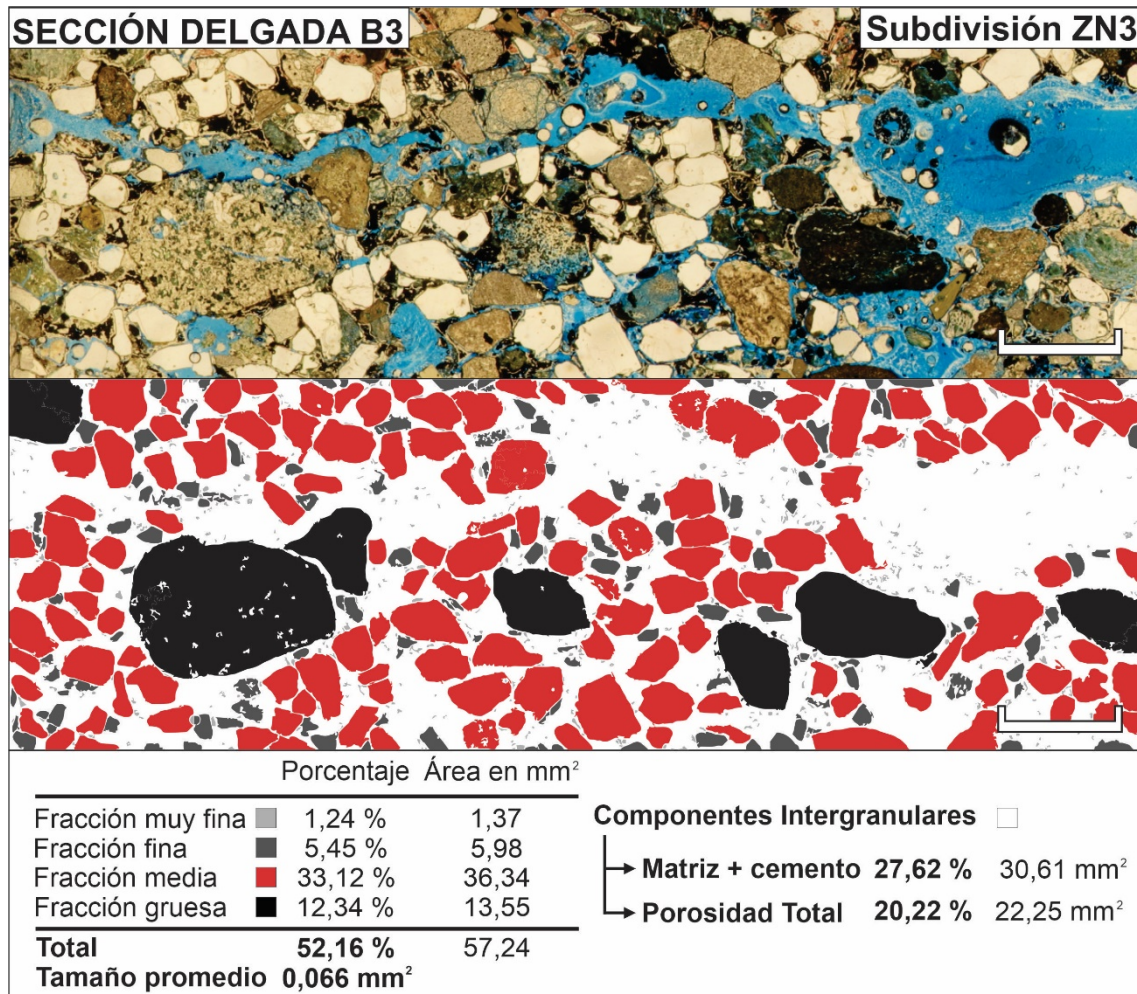 SECCIÓN DELGADA B3
Subdivisión ZN3
Porcentaje Área en mm²
Fracción muy fina 1,24 % 1,37
Fracción fina 5,45 % 5,98
Fracción media 33,12 % 36,34
Fracción gruesa 12,34 % 13,55
Total 52,16 % 57,24
Tamaño promedio 0,066 mm²
Componentes Intergranulares
Matriz + cemento 27,62 % 30,61 mm²
Porosidad Total 20,22 % 22,25 mm²